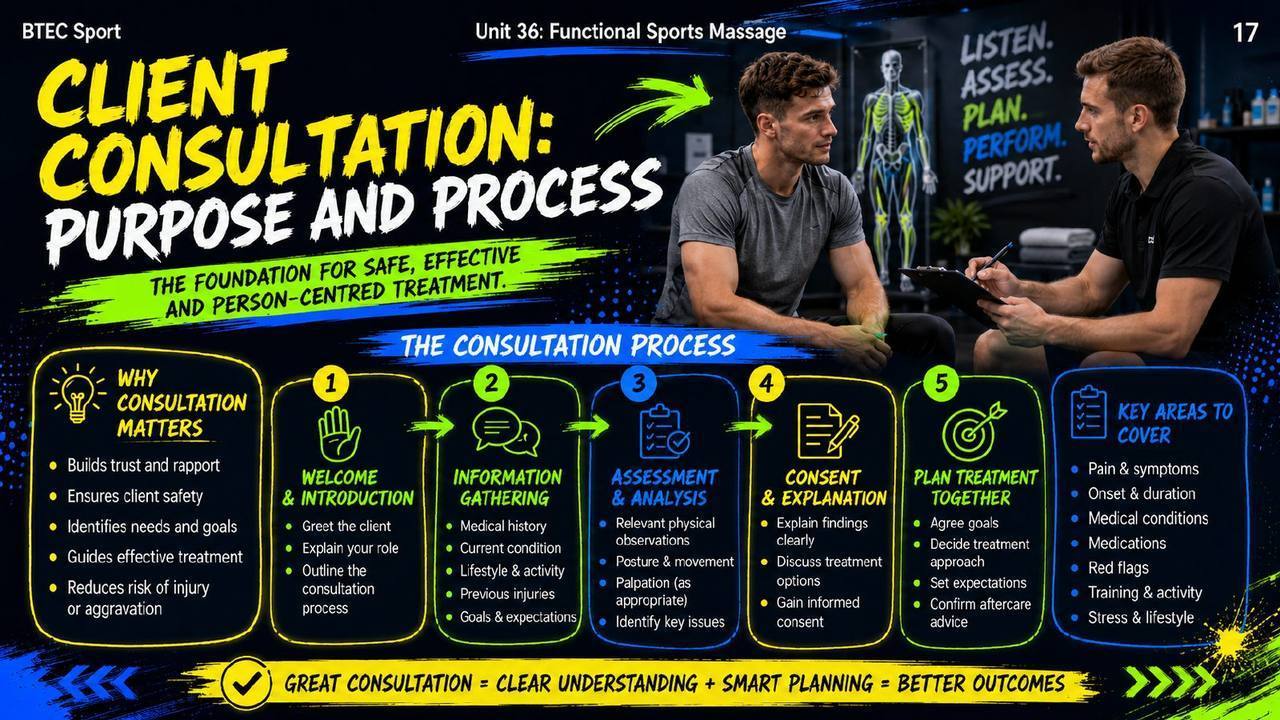 BTEC Sport
Unit 36: Functional Sports Massage
17
CLIENT
CONSULTATION:
PURPOSE AND PROCESS
THE FOUNDATION FOR SAFE, EFFECTIVE
AND PERSON-CENTRED TREATMENT.
LISTEN.
ASSESS.
PLAN.
PERFORM.
SUPPORT.
THE CONSULTATION PROCESS
WHY
CONSULTATION
MATTERS
• Builds trust and rapport
• Ensures client safety
• Identifies needs and goals
• Guides effective treatment
• Reduces risk of injury
or aggravation
1
WELCOME
& INTRODUCTION
• Greet the client
• Explain your role
• Outline the
consultation
process
2
INFORMATION
GATHERING
• Medical history
• Current condition
• Lifestyle & activity
• Previous injuries
• Goals & expectations
3
ASSESSMENT
& ANALYSIS
• Relevant physical
observations
• Posture & movement
• Palpation (as
appropriate)
• Identify key issues
4
CONSENT
& EXPLANATION
• Explain findings
clearly
• Discuss treatment
options
• Gain informed
consent
5
PLAN TREATMENT
TOGETHER
• Agree goals
• Decide treatment
approach
• Set expectations
• Confirm aftercare
advice
KEY AREAS TO
COVER
• Pain & symptoms
• Onset & duration
• Medical conditions
• Medications
• Red flags
• Training & activity
• Stress & lifestyle
GREAT CONSULTATION = CLEAR UNDERSTANDING + SMART PLANNING = BETTER OUTCOMES